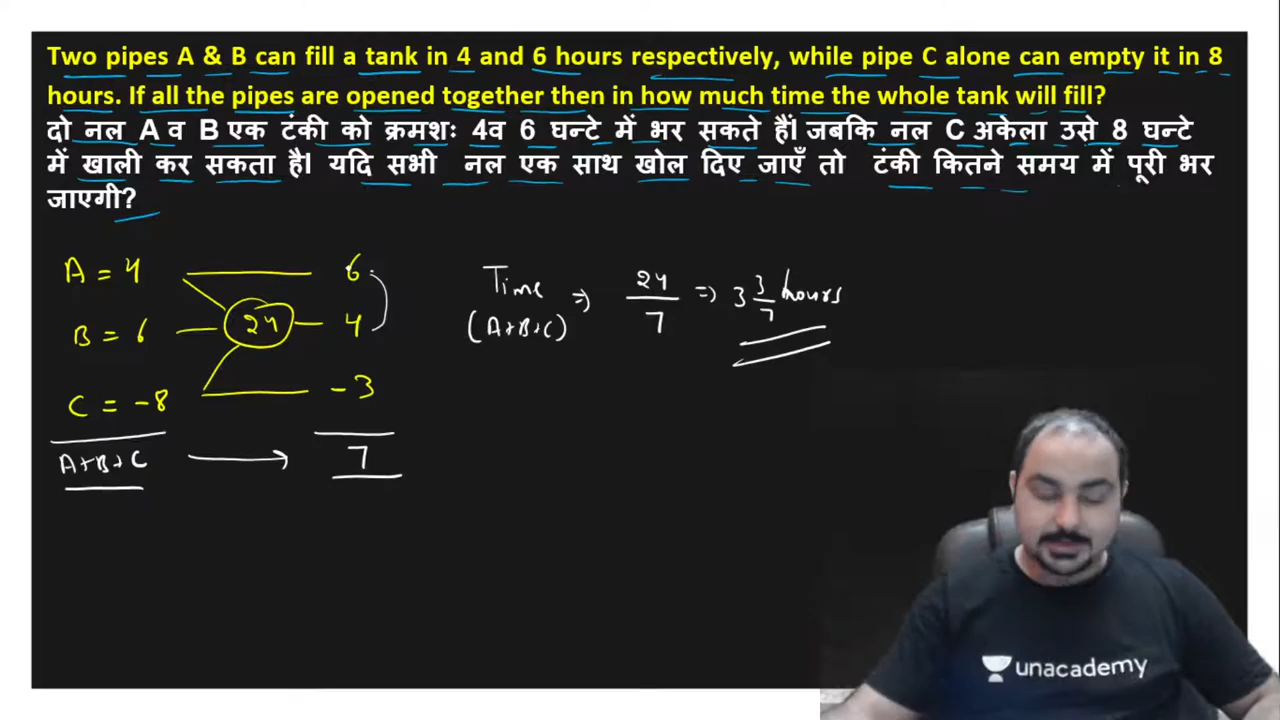 Two pipes A & B can fill a tank in 4 and 6 hours respectively, while pipe C alone can empty it in 8
hours. If all the pipes are opened together then in how much time the whole tank will fill?
दो नल A व B एक टंकी को क्रमशः 4व 6 घन्टे में भर सकते हैं। जबकि नल C अकेला उसे 8 घन्टे
में खाली कर सकता है। यदि सभी नल एक साथ खोल दिए जाएँ तो टंकी कितने समय में पूरी भर
जाएगी?
A = 4 6
B = 6 24 4
C = -8 -3
A+B+C → 7
Time (A+B+C) ⇒ 24/7 ⇒ 3 3/7 hours
unacademy